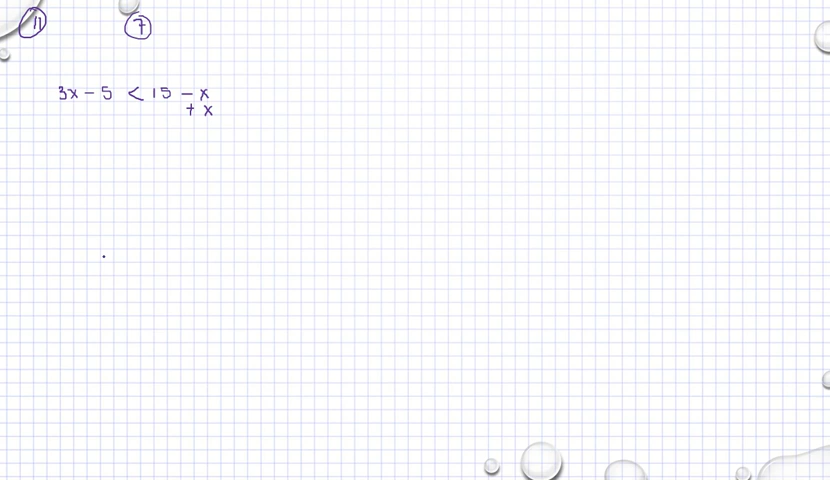 11 7
3x - 5 < 15 - x
+ x